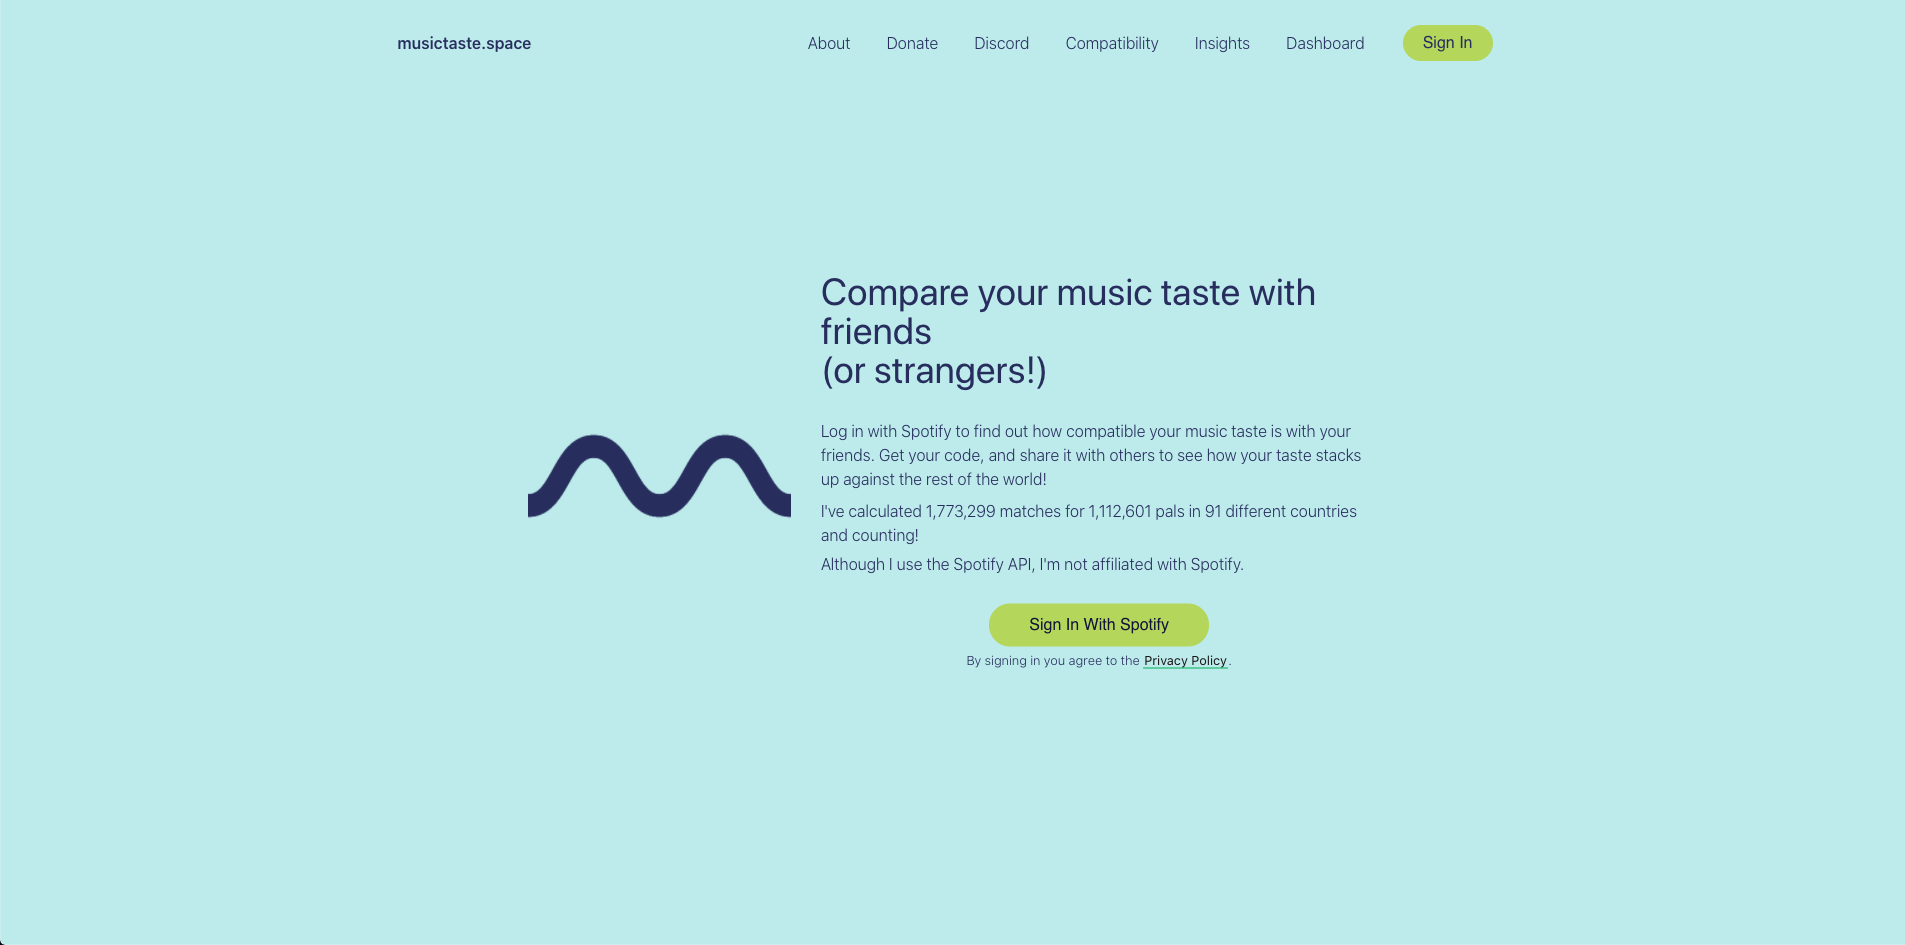 musictaste.space
About Donate Discord Compatibility Insights Dashboard Sign In
Compare your music taste with
friends
(or strangers!)
Log in with Spotify to find out how compatible your music taste is with your
friends. Get your code, and share it with others to see how your taste stacks
up against the rest of the world!
I've calculated 1,773,299 matches for 1,112,601 pals in 91 different countries
and counting!
Although I use the Spotify API, I'm not affiliated with Spotify.
Sign In With Spotify
By signing in you agree to the Privacy Policy.